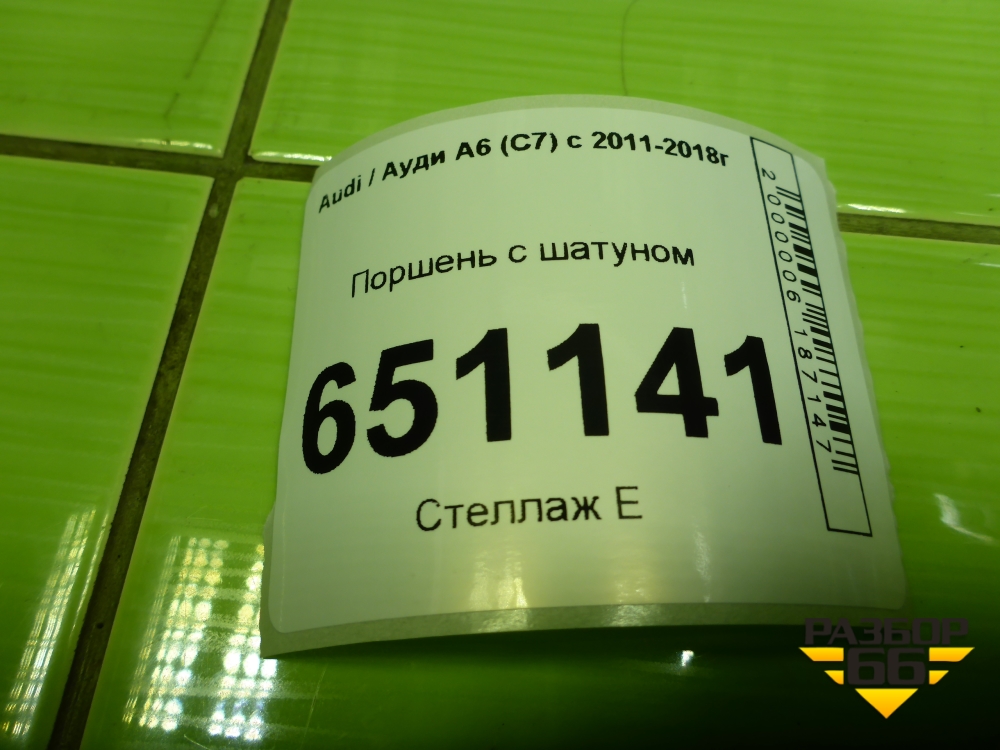 Audi / Ауди A6 (C7) с 2011-2018г
Поршень с шатуном
651141
Стеллаж Е
2000006187147
РАЗБОР
66